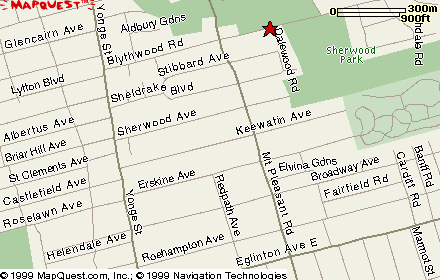 MAPQUEST
300m
900ft
Glencairn Ave
Yonge St
Aldbury Gdns
Blythwood Rd
Stibbard Ave
Dalewood Rd
Sherwood
Park
Lytton Blvd
Sheldrake Blvd
Albertus Ave
Sherwood Ave
Keewatin Ave
Briar Hill Ave
St Clements Ave
Castlefield Ave
Roselawn Ave
Erskine Ave
Mt Pleasant Rd
Elvina Gdns
Broadway Ave
Fairfield Rd
Cardiff Rd
Banff Rd
Yonge St
Redpath Ave
Helendale Ave
Roehampton Ave
Eglinton Ave E
Marmot St
© 1999 MapQuest.com, Inc.; © 1999 Navigation Technologies